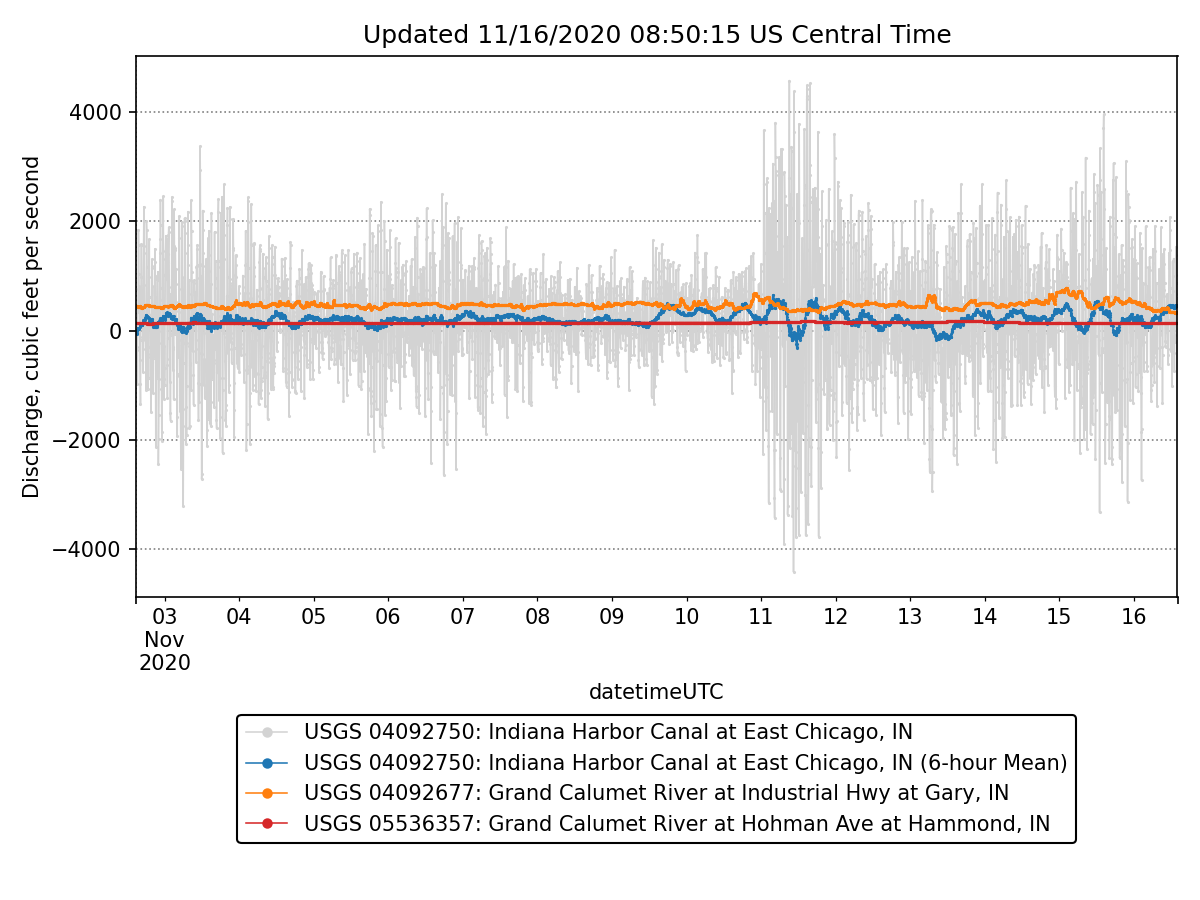 Updated 11/16/2020 08:50:15 US Central Time
Discharge, cubic feet per second
4000
2000
0
−2000
−4000
03 04 05 06 07 08 09 10 11 12 13 14 15 16
Nov
2020
datetimeUTC
USGS 04092750: Indiana Harbor Canal at East Chicago, IN
USGS 04092750: Indiana Harbor Canal at East Chicago, IN (6-hour Mean)
USGS 04092677: Grand Calumet River at Industrial Hwy at Gary, IN
USGS 05536357: Grand Calumet River at Hohman Ave at Hammond, IN